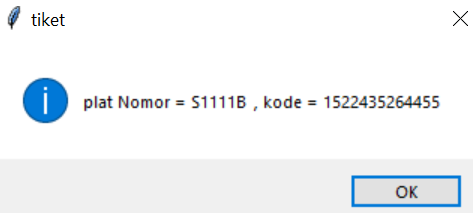 tiket
plat Nomor = S1111B , kode = 1522435264455
OK